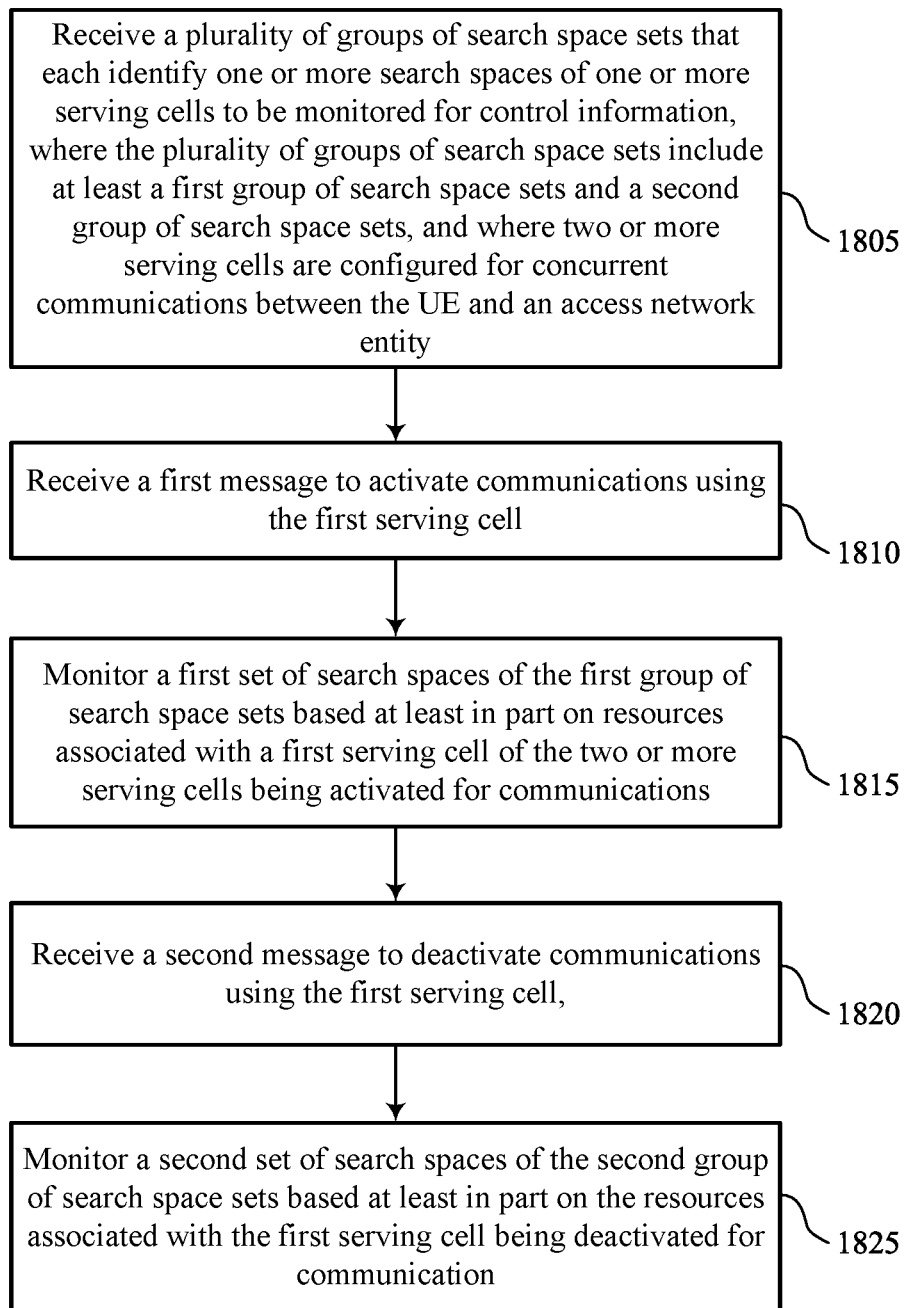 Receive a plurality of groups of search space sets that
each identify one or more search spaces of one or more
serving cells to be monitored for control information,
where the plurality of groups of search space sets include
at least a first group of search space sets and a second
group of search space sets, and where two or more
serving cells are configured for concurrent
communications between the UE and an access network
entity
1805
Receive a first message to activate communications using
the first serving cell
1810
Monitor a first set of search spaces of the first group of
search space sets based at least in part on resources
associated with a first serving cell of the two or more
serving cells being activated for communications
1815
Receive a second message to deactivate communications
using the first serving cell,
1820
Monitor a second set of search spaces of the second group
of search space sets based at least in part on the resources
associated with the first serving cell being deactivated for
communication
1825